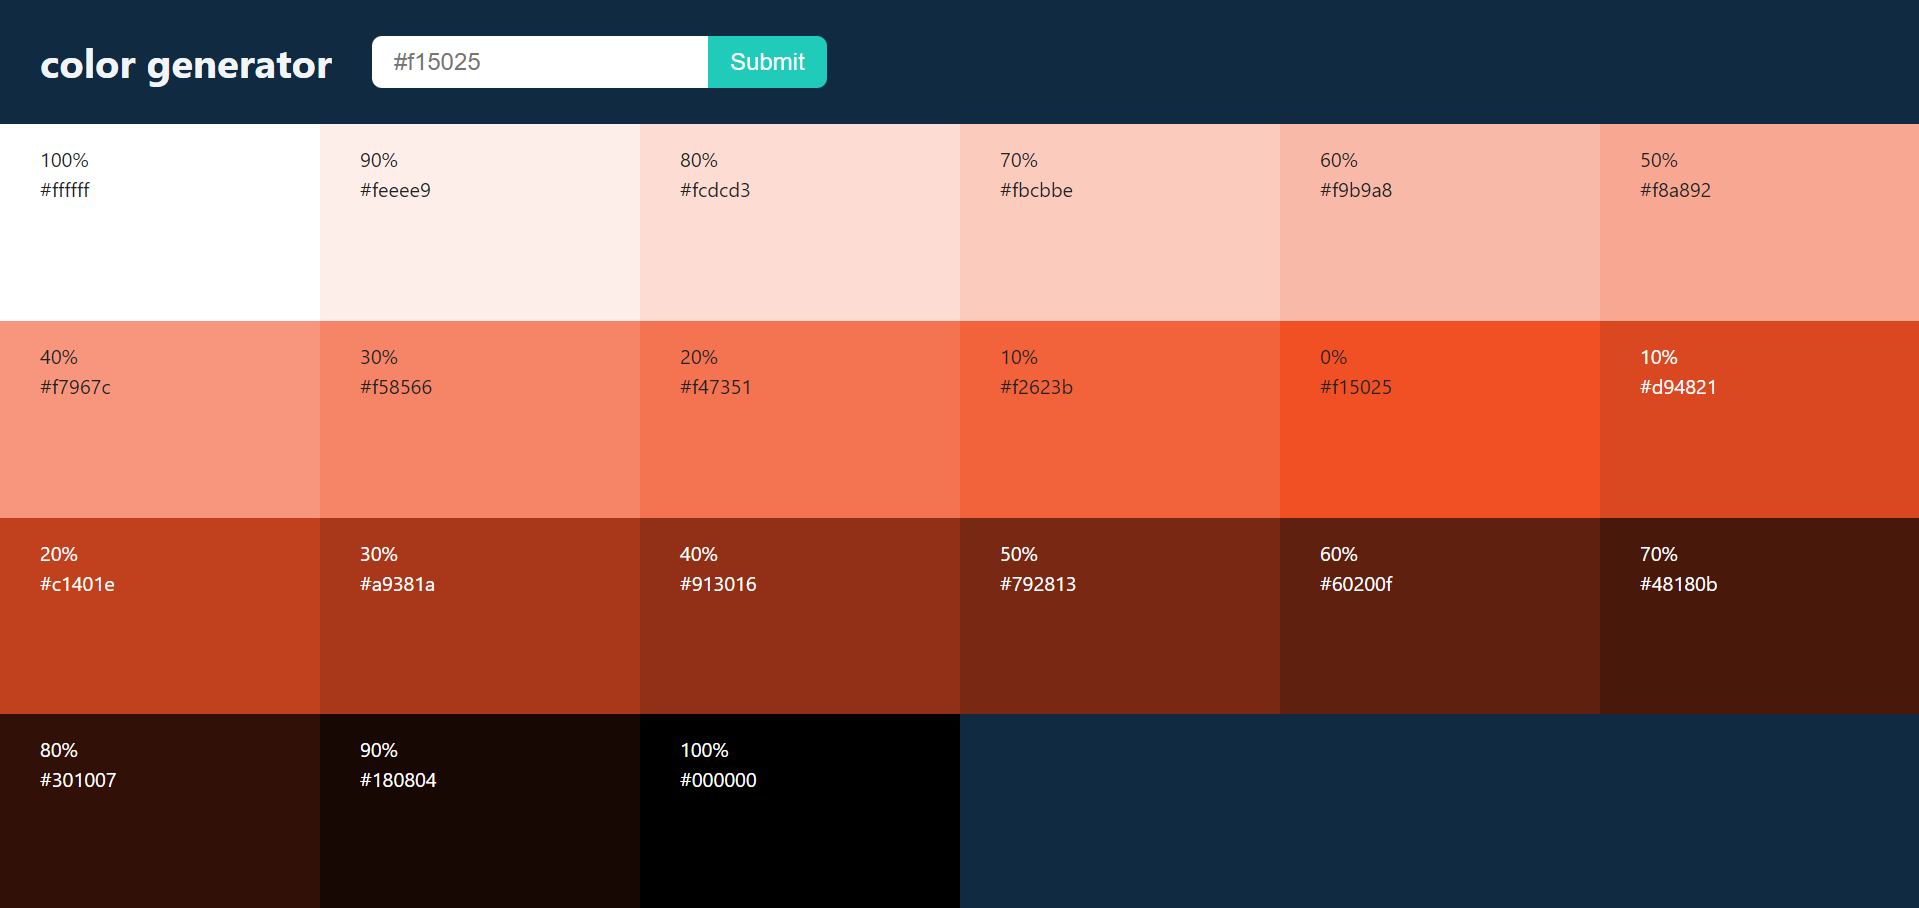 color generator
#f15025
Submit
100%
#ffffff
90%
#feeee9
80%
#fcdcd3
70%
#fbcbbe
60%
#f9b9a8
50%
#f8a892
40%
#f7967c
30%
#f58566
20%
#f47351
10%
#f2623b
0%
#f15025
10%
#d94821
20%
#c1401e
30%
#a9381a
40%
#913016
50%
#792813
60%
#60200f
70%
#48180b
80%
#301007
90%
#180804
100%
#000000